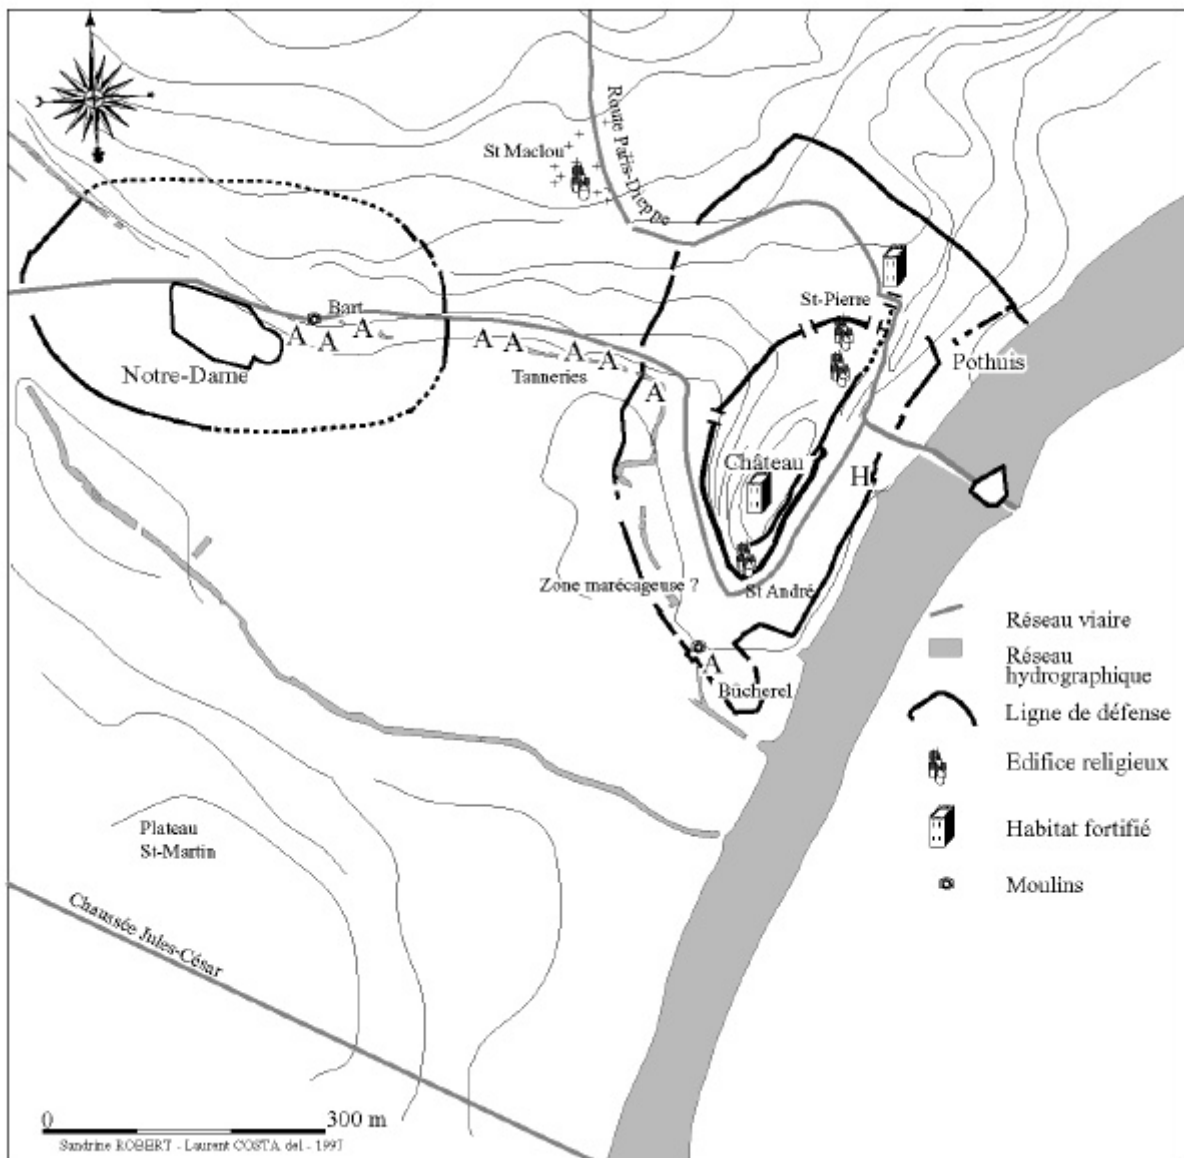 Route Paris-Dieppe
St Maclou
St-Pierre
Bart
A
A
A
A
A
A
A
A
Pothuis
Notre-Dame
Tanneries
Château
H
Zone marécageuse ?
St André
A
Bûcherel
Réseau viaire
Réseau
hydrographique
Ligne de défense
Edifice religieux
Habitat fortifié
Moulins
Plateau
St-Martin
Chaussée Jules-César
0
300 m
Sandrine ROBERT - Laurent COSTA del - 1997